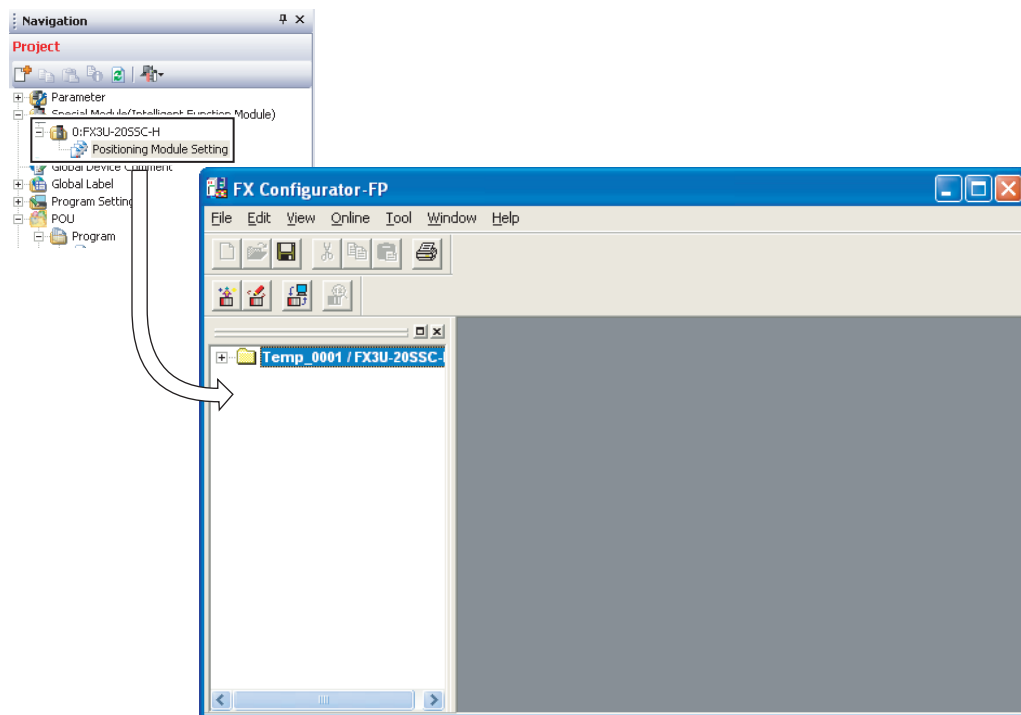 Navigation
Project
Parameter
Special Module(Intelligent Function Module)
0:FX3U-20SSC-H
Positioning Module Setting
Global Device Comment
Global Label
Program Setting
POU
Program
FX Configurator-FP
File Edit View Online Tool Window Help
Temp_0001 / FX3U-20SSC-